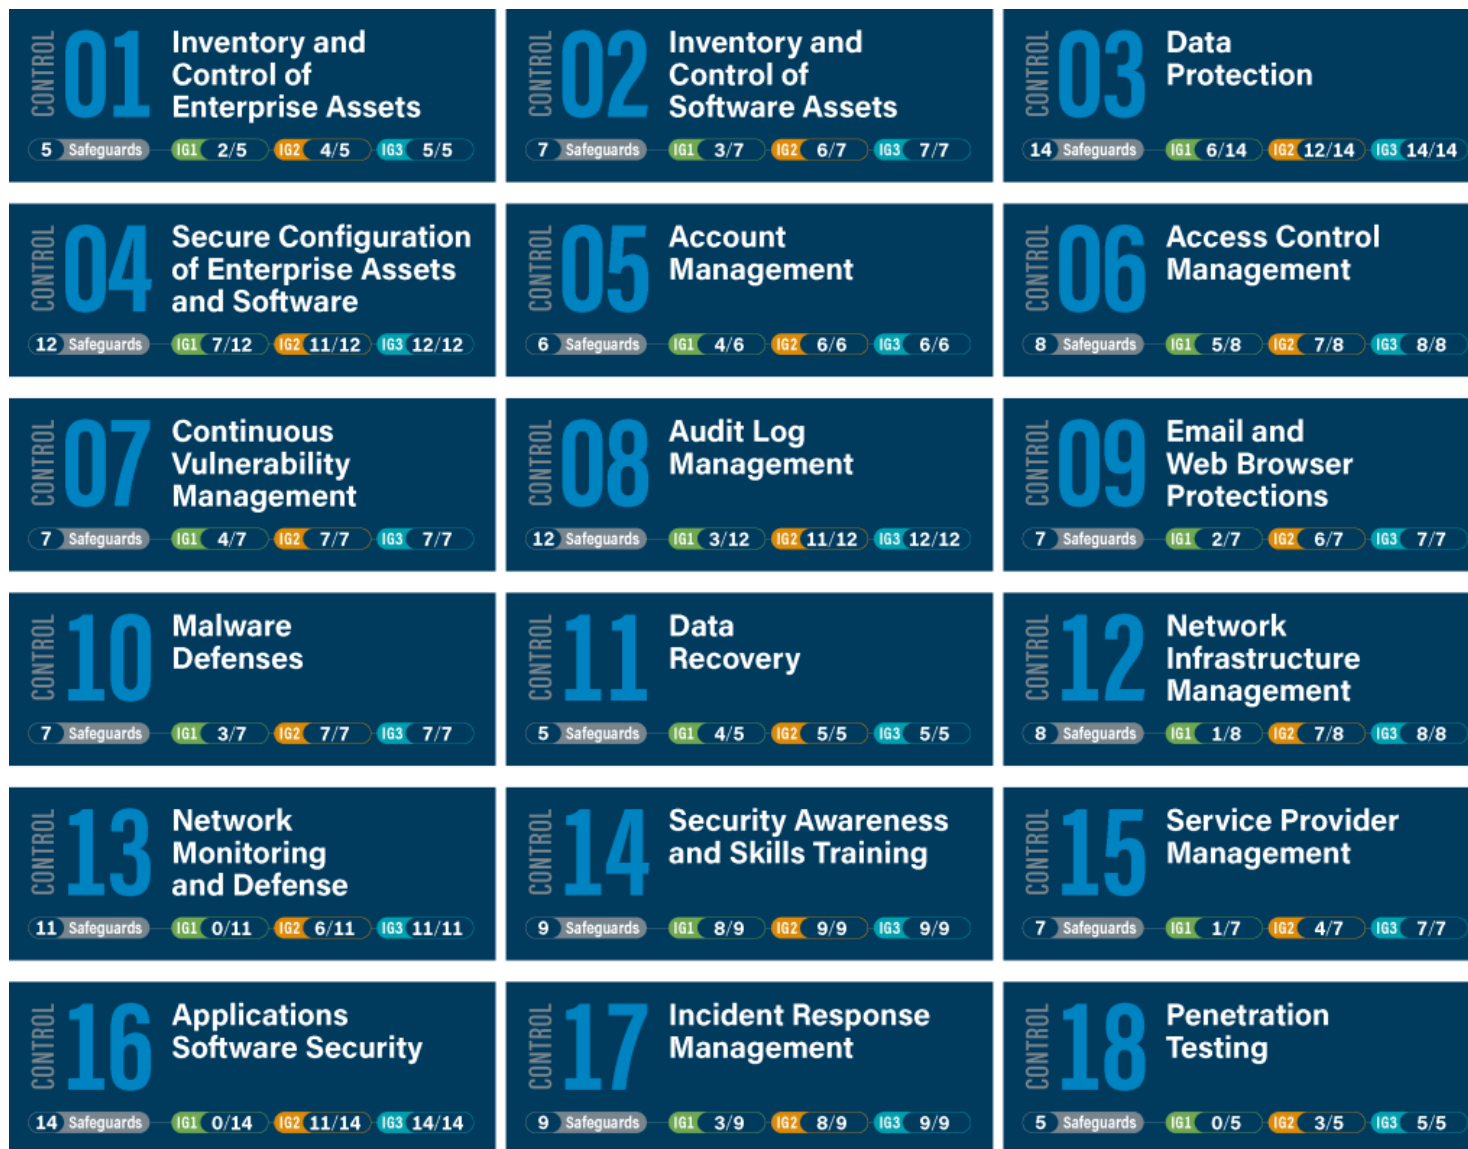 CONTROL 01 Inventory and
Control of
Enterprise Assets
5 Safeguards IG1 2/5 IG2 4/5 IG3 5/5
CONTROL 02 Inventory and
Control of
Software Assets
7 Safeguards IG1 3/7 IG2 6/7 IG3 7/7
CONTROL 03 Data
Protection
14 Safeguards IG1 6/14 IG2 12/14 IG3 14/14
CONTROL 04 Secure Configuration
of Enterprise Assets
and Software
12 Safeguards IG1 7/12 IG2 11/12 IG3 12/12
CONTROL 05 Account
Management
6 Safeguards IG1 4/6 IG2 6/6 IG3 6/6
CONTROL 06 Access Control
Management
8 Safeguards IG1 5/8 IG2 7/8 IG3 8/8
CONTROL 07 Continuous
Vulnerability
Management
7 Safeguards IG1 4/7 IG2 7/7 IG3 7/7
CONTROL 08 Audit Log
Management
12 Safeguards IG1 3/12 IG2 11/12 IG3 12/12
CONTROL 09 Email and
Web Browser
Protections
7 Safeguards IG1 2/7 IG2 6/7 IG3 7/7
CONTROL 10 Malware
Defenses
7 Safeguards IG1 3/7 IG2 7/7 IG3 7/7
CONTROL 11 Data
Recovery
5 Safeguards IG1 4/5 IG2 5/5 IG3 5/5
CONTROL 12 Network
Infrastructure
Management
8 Safeguards IG1 1/8 IG2 7/8 IG3 8/8
CONTROL 13 Network
Monitoring
and Defense
11 Safeguards IG1 0/11 IG2 6/11 IG3 11/11
CONTROL 14 Security Awareness
and Skills Training
9 Safeguards IG1 8/9 IG2 9/9 IG3 9/9
CONTROL 15 Service Provider
Management
7 Safeguards IG1 1/7 IG2 4/7 IG3 7/7
CONTROL 16 Applications
Software Security
14 Safeguards IG1 0/14 IG2 11/14 IG3 14/14
CONTROL 17 Incident Response
Management
9 Safeguards IG1 3/9 IG2 8/9 IG3 9/9
CONTROL 18 Penetration
Testing
5 Safeguards IG1 0/5 IG2 3/5 IG3 5/5